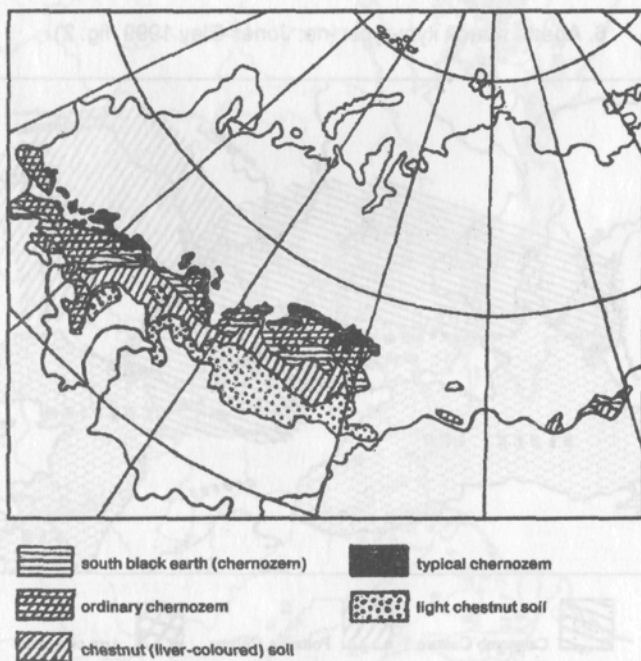 south black earth (chernozem)
typical chernozem
ordinary chernozem
light chestnut soil
chestnut (liver-coloured) soil